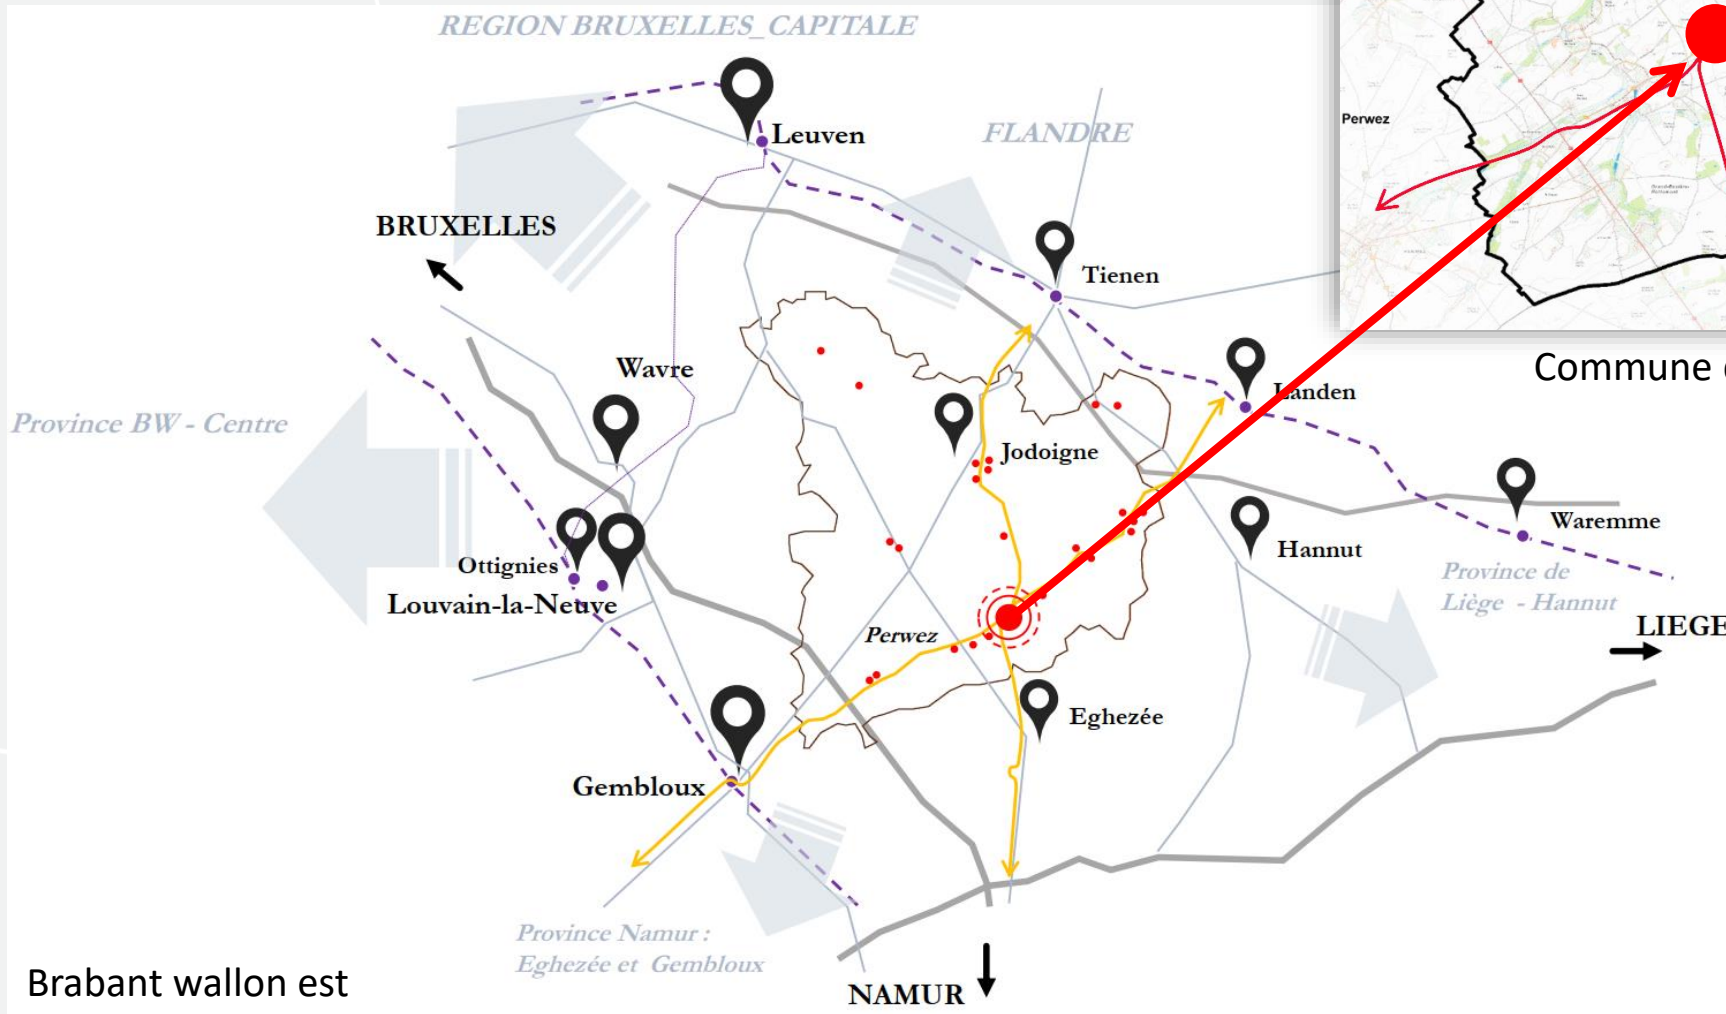 REGION BRUXELLES_CAPITALE
Perwez
Leuven
FLANDRE
BRUXELLES
Tienen
Commune
Wavre
Landen
Province BW - Centre
Jodoigne
Waremme
Hannut
Ottignies
Louvain-la-Neuve
Province de
Liège - Hannut
LIEGE
Perwez
Eghezée
Gembloux
Province Namur :
Eghezée et Gembloux
Brabant wallon est
NAMUR